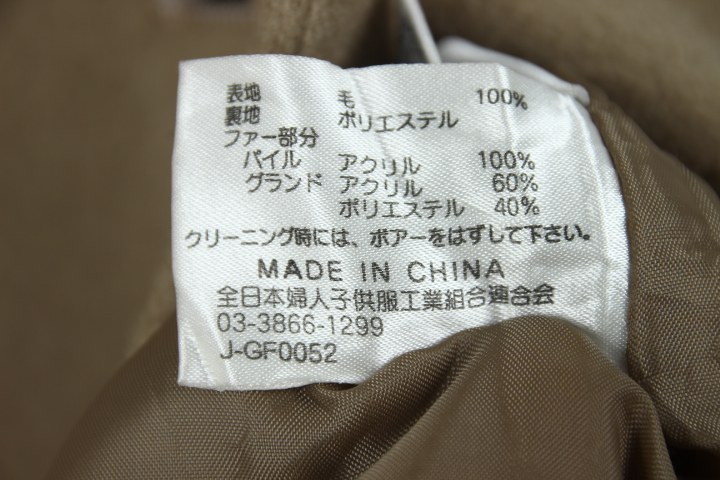 表地 毛 100%
裏地 ポリエステル
ファー部分
パイル アクリル 100%
グランド アクリル 60%
ポリエステル 40%
クリーニング時には、ボアーをはずして下さい。
MADE IN CHINA
全日本婦人子供服工業組合連合会
03-3866-1299
J-GF0052